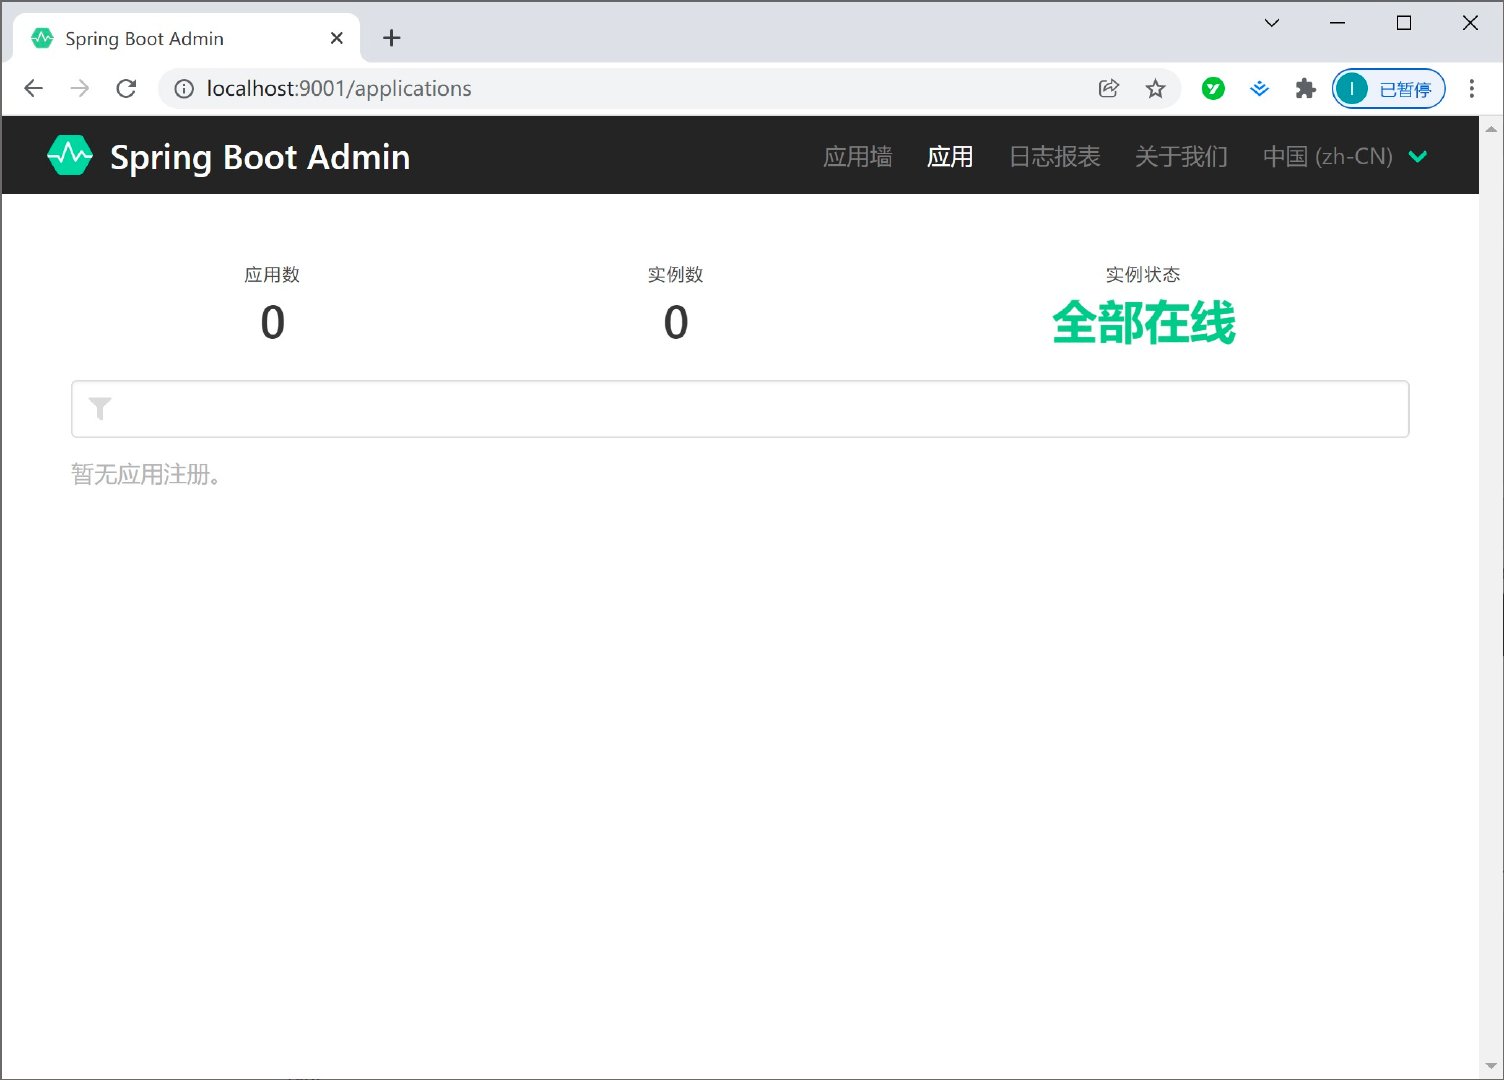 Spring Boot Admin
localhost:9001/applications
I 已暂停
Spring Boot Admin 应用墙 应用 日志报表 关于我们 中国 (zh-CN)
应用数 实例数 实例状态
0 0 全部在线
暂无应用注册。